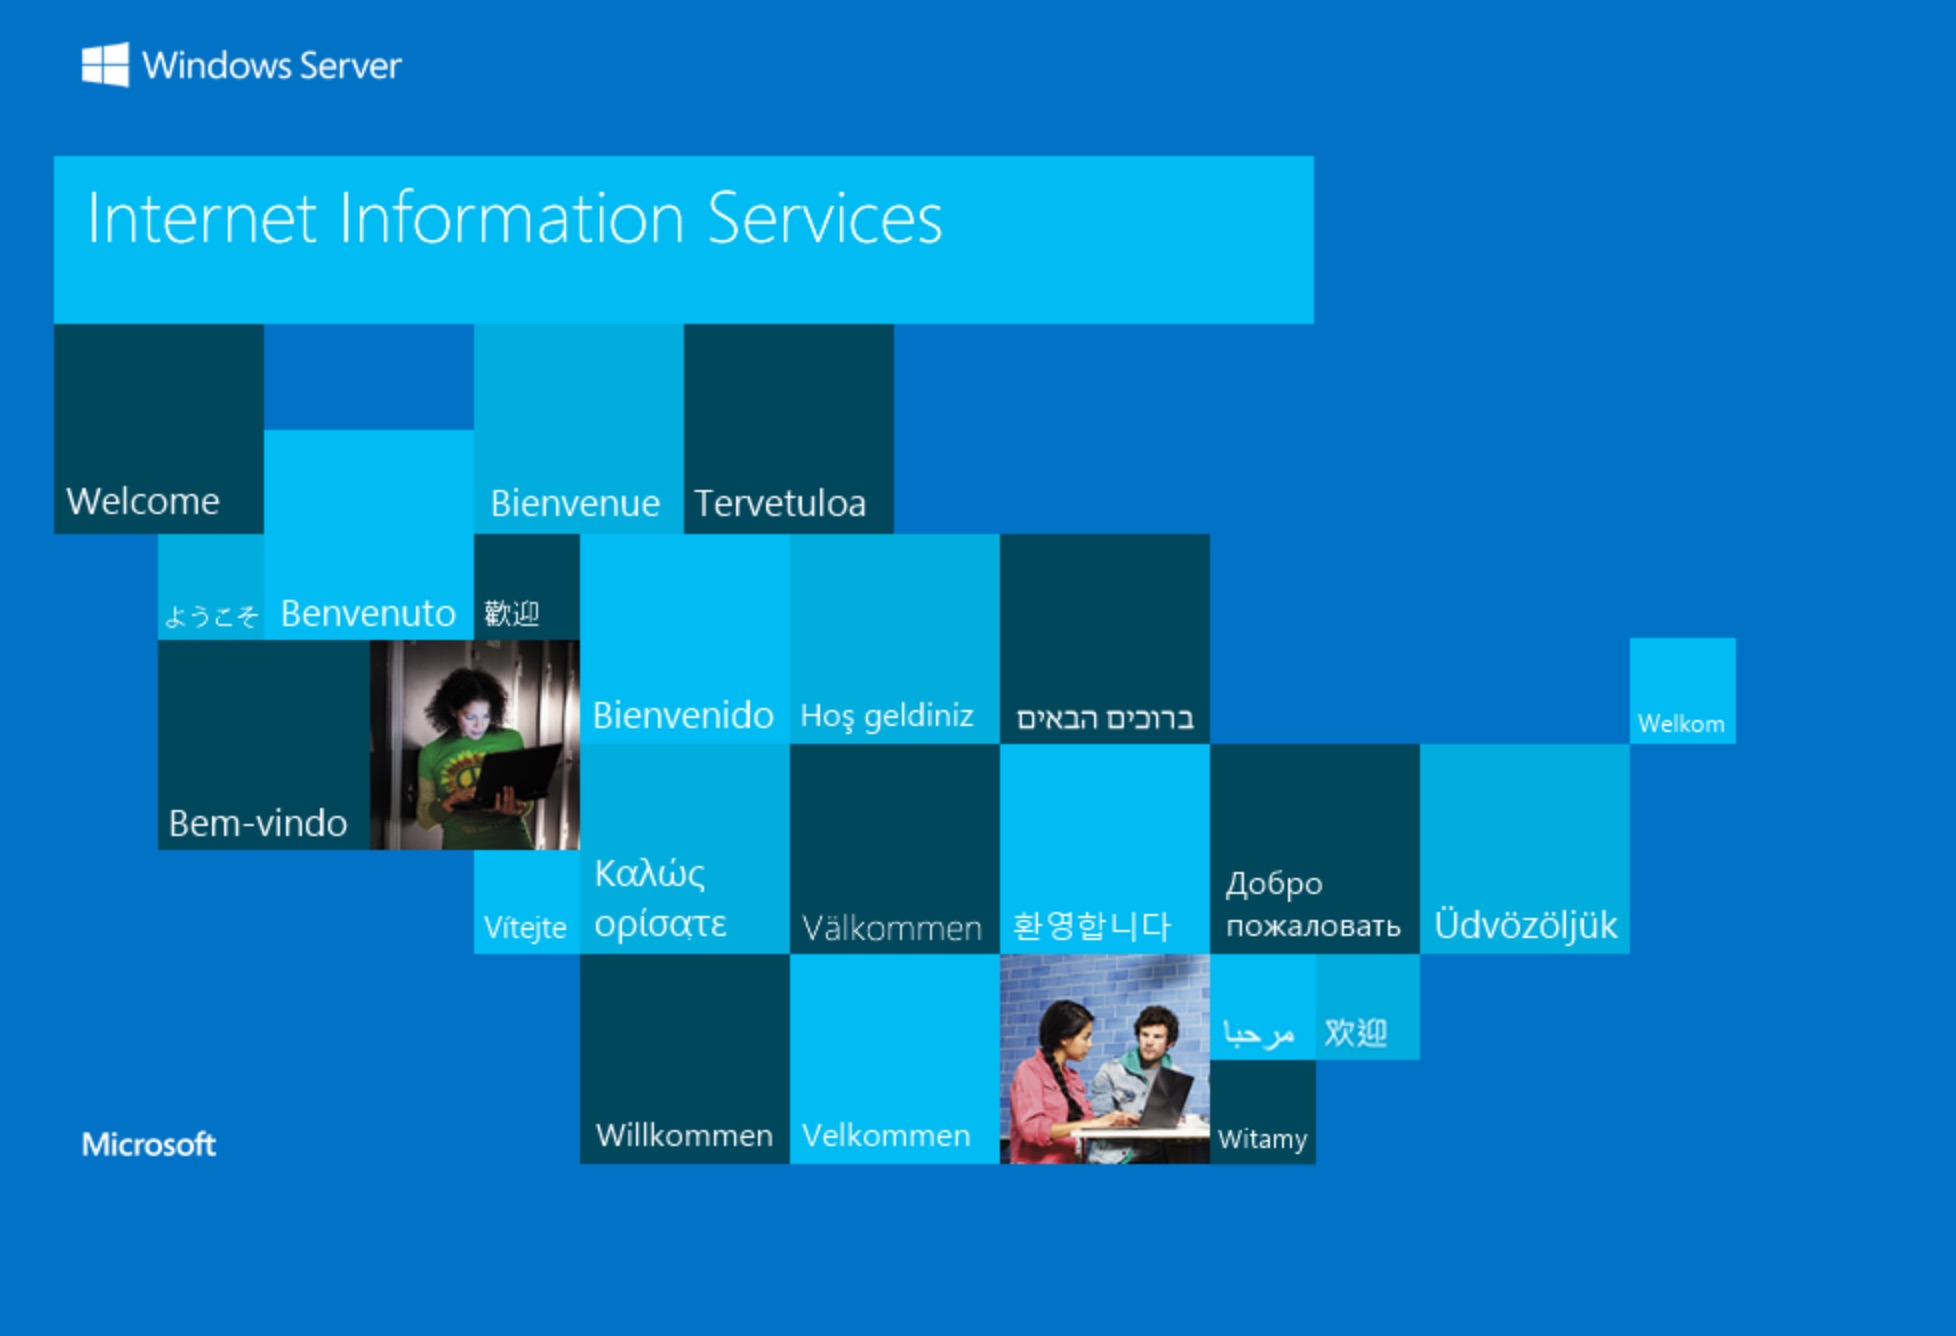 Windows Server
Internet Information Services
Welcome
Bienvenue
Tervetuloa
ようこそ
Benvenuto
歡迎
Bienvenido
Hoş geldiniz
ברוכים הבאים
Welkom
Bem-vindo
Vítejte
Καλώς
ορίσατε
Välkommen
환영합니다
Добро
пожаловать
Üdvözöljük
مرحبا
欢迎
Willkommen
Velkommen
Witamy
Microsoft